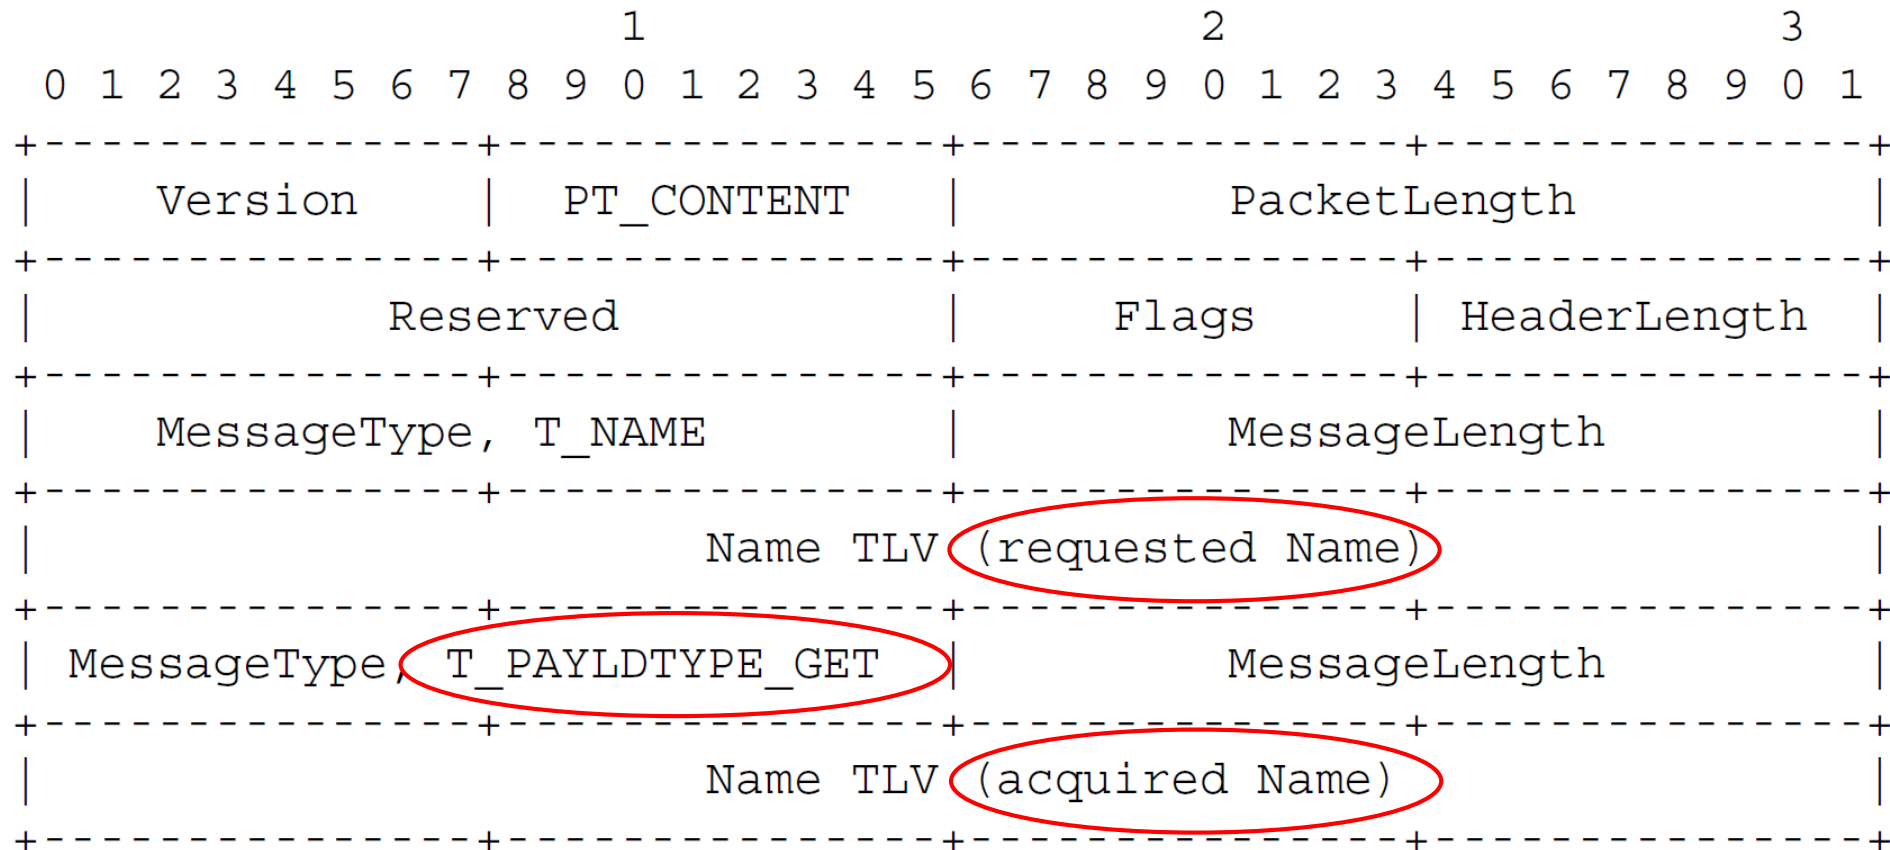 1 2 3
0 1 2 3 4 5 6 7 8 9 0 1 2 3 4 5 6 7 8 9 0 1 2 3 4 5 6 7 8 9 0 1
+---------------+---------------+---------------+---------------+
| Version | PT_CONTENT | PacketLength |
+---------------+---------------+---------------+---------------+
| Reserved | Flags | HeaderLength |
+---------------+---------------+---------------+---------------+
| MessageType, T_NAME | MessageLength |
+---------------+---------------+---------------+---------------+
| Name TLV (requested Name) |
+---------------+---------------+---------------+---------------+
| MessageType, T_PAYLDTYPE_GET | MessageLength |
+---------------+---------------+---------------+---------------+
| Name TLV (acquired Name) |
+---------------+---------------+---------------+---------------+